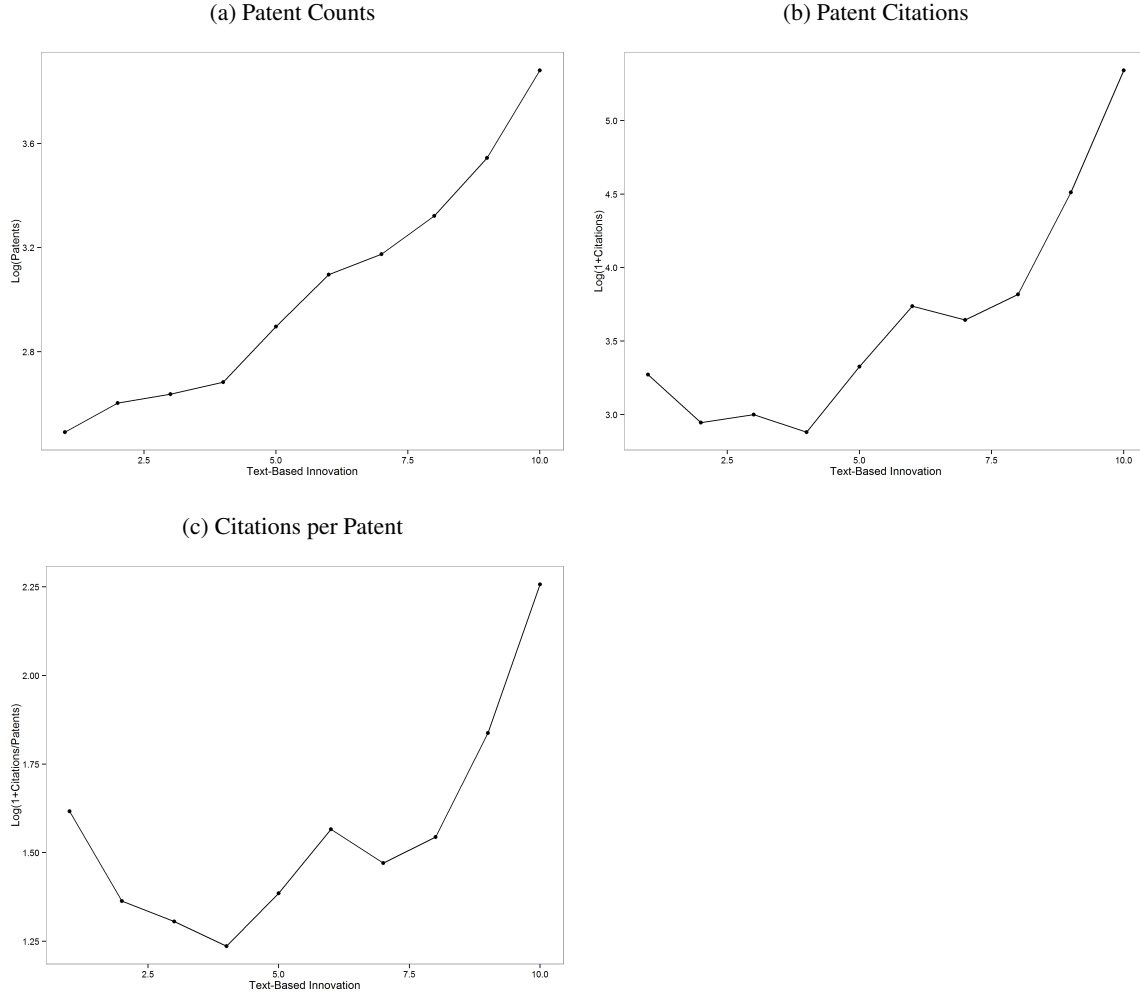 (a) Patent Counts
Log(Patents)
3.6
3.2
2.8
2.5
5.0
7.5
10.0
Text-Based Innovation
(b) Patent Citations
Log(1+Citations)
5.0
4.5
4.0
3.5
3.0
2.5
5.0
7.5
10.0
Text-Based Innovation
(c) Citations per Patent
Log(1+Citations/Patents)
2.25
2.00
1.75
1.50
1.25
2.5
5.0
7.5
10.0
Text-Based Innovation